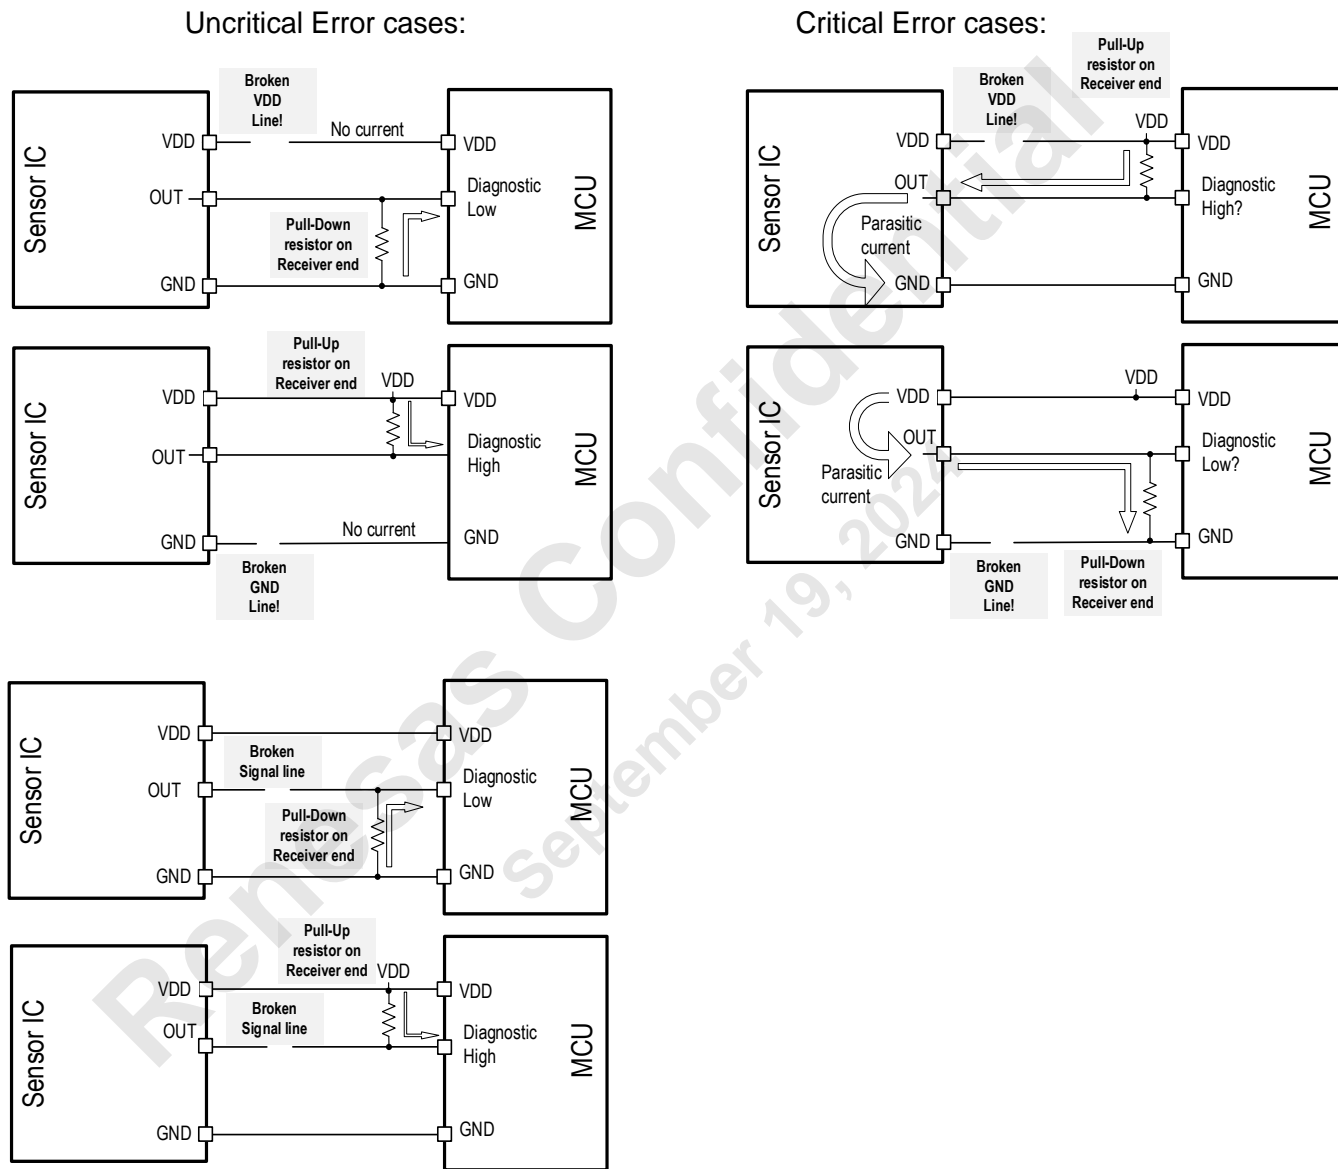 Uncritical Error cases:
Critical Error cases:
Broken
VDD
Line!
Sensor IC
VDD
OUT
GND
No current
Pull-Down
resistor on
Receiver end
VDD
Diagnostic
Low
GND
MCU
Pull-Up
resistor on
Receiver end
Broken
VDD
Line!
VDD
Sensor IC
VDD
OUT
Parasitic
current
GND
VDD
Diagnostic
High?
GND
MCU
Pull-Up
resistor on
Receiver end
VDD
Sensor IC
VDD
OUT
GND
No current
Broken
GND
Line!
VDD
Diagnostic
High
GND
MCU
VDD
Sensor IC
VDD
OUT
Parasitic
current
GND
Broken
GND
Line!
Pull-Down
resistor on
Receiver end
VDD
Diagnostic
Low?
GND
MCU
Sensor IC
VDD
OUT
GND
Broken
Signal line
Pull-Down
resistor on
Receiver end
VDD
Diagnostic
Low
GND
MCU
Pull-Up
resistor on
Receiver end
VDD
Sensor IC
VDD
OUT
GND
Broken
Signal line
VDD
Diagnostic
High
GND
MCU
Renesas Confidential
September 19, 2024